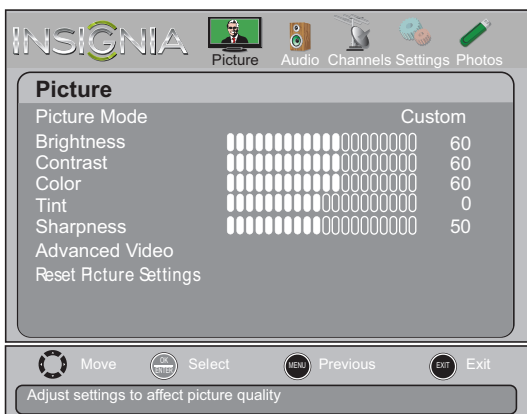 INSIGNIA
Picture Audio Channels Settings Photos
Picture
Picture Mode Custom
Brightness 60
Contrast 60
Color 60
Tint 0
Sharpness 50
Advanced Video
Reset Picture Settings
Move OK ENTER Select MENU Previous EXIT Exit
Adjust settings to affect picture quality